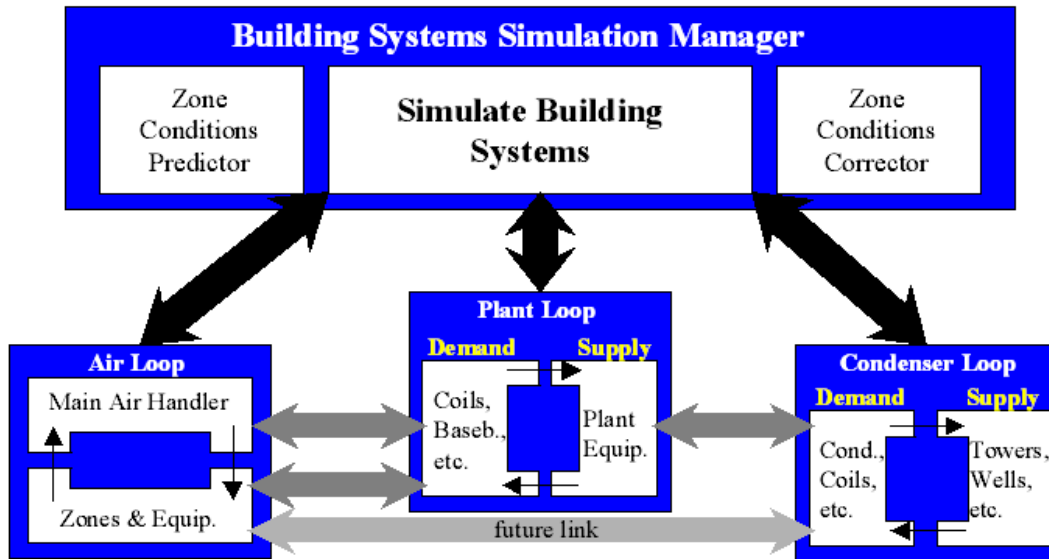 Building Systems Simulation Manager
Zone
Conditions
Predictor
Simulate Building
Systems
Zone
Conditions
Corrector
Air Loop
Main Air Handler
Zones & Equip.
Plant Loop
Demand
Supply
Coils,
Baseb.,
etc.
Plant
Equip.
Condenser Loop
Demand
Supply
Cond.,
Coils,
etc.
Towers,
Wells,
etc.
future link